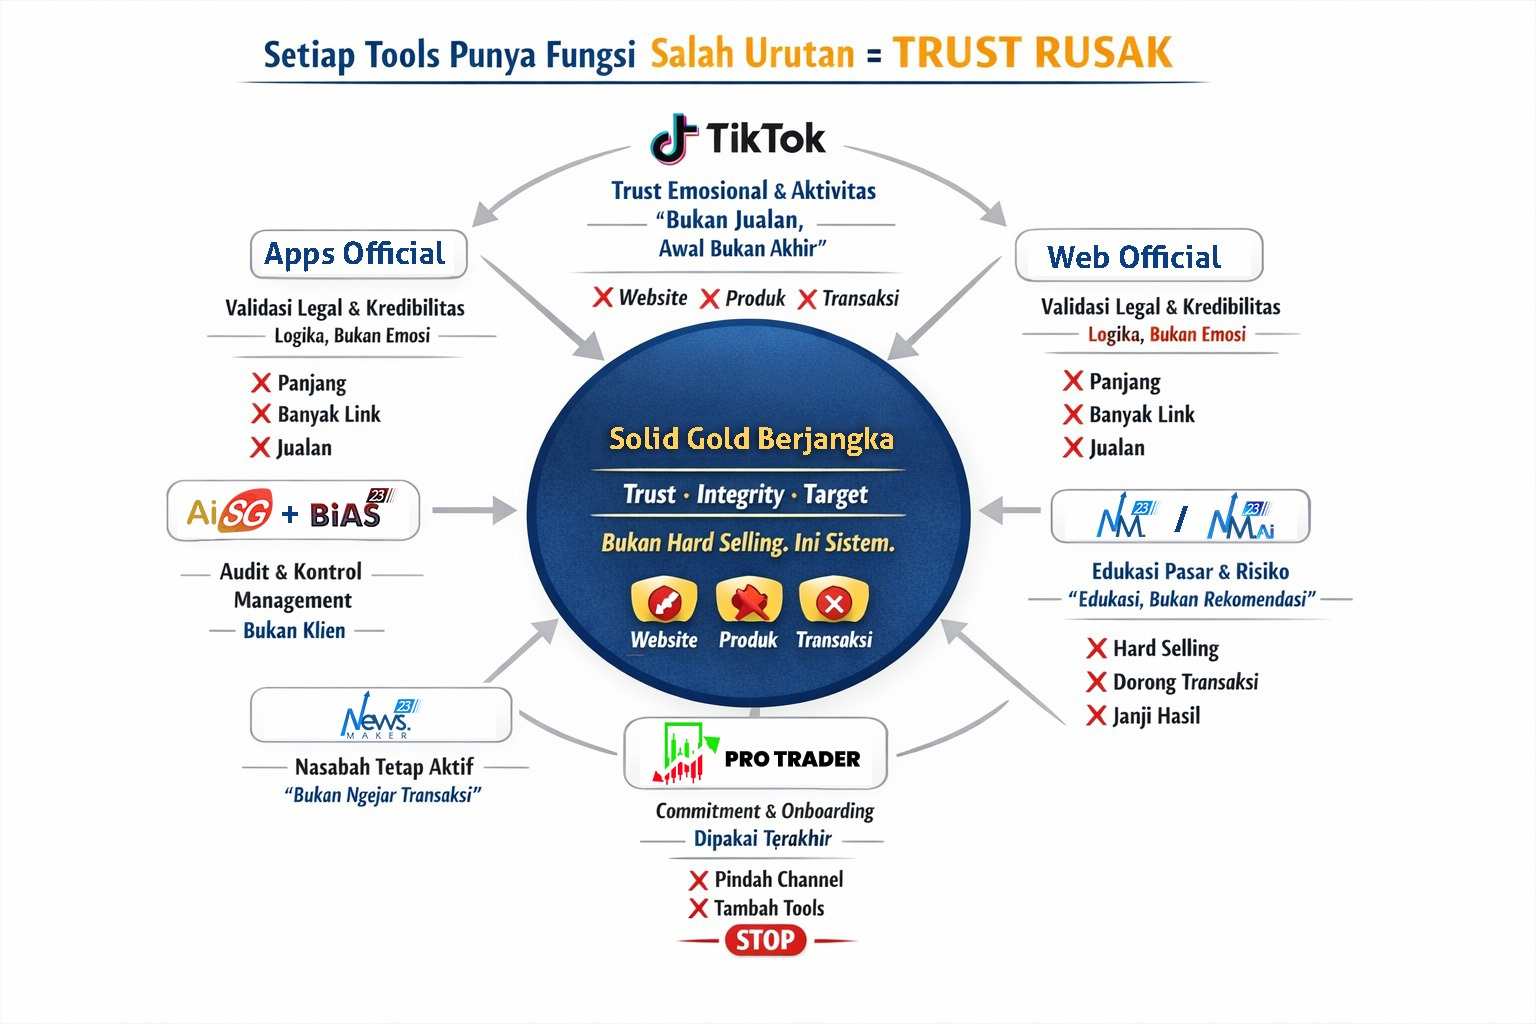 Setiap Tools Punya Fungsi Salah Urutan = TRUST RUSAK
TikTok
Trust Emosional & Aktivitas
“Bukan Jualan,
Awal Bukan Akhir”
X Website X Produk X Transaksi
Apps Official
Validasi Legal & Kredibilitas
Logika, Bukan Emosi
X Panjang
X Banyak Link
X Jualan
Web Official
Validasi Legal & Kredibilitas
Logika, Bukan Emosi
X Panjang
X Banyak Link
X Jualan
Solid Gold Berjangka
Trust · Integrity · Target
Bukan Hard Selling. Ini Sistem.
Website Produk Transaksi
AiSG + BiAS 23
Audit & Kontrol
Management
Bukan Klien
NM 23 / NMAi 23
Edukasi Pasar & Risiko
“Edukasi, Bukan Rekomendasi”
X Hard Selling
X Dorong Transaksi
X Janji Hasil
News. 23
MAKER
Nasabah Tetap Aktif
“Bukan Ngejar Transaksi”
PRO TRADER
Commitment & Onboarding
Dipakai Terakhir
X Pindah Channel
X Tambah Tools
STOP